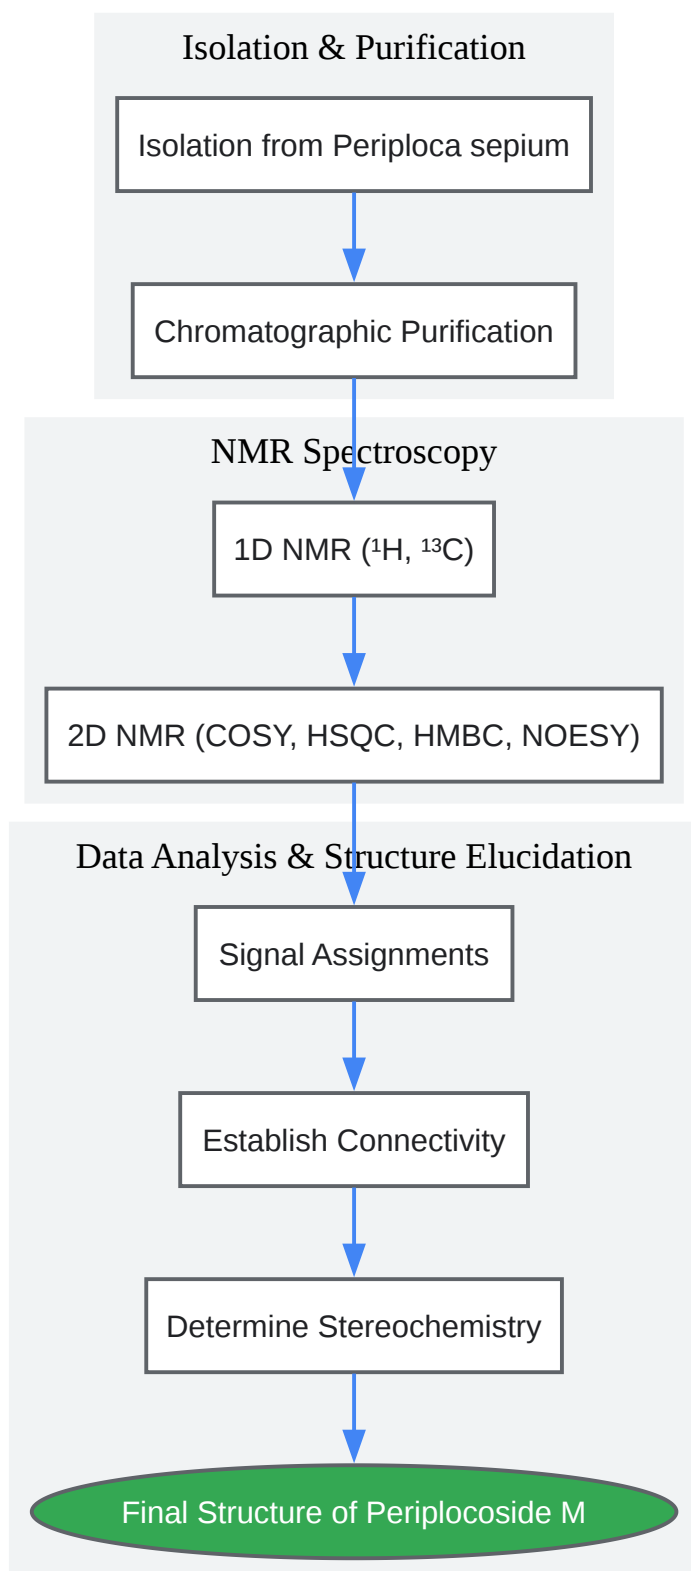 Isolation & Purification
Isolation from Periploca sepium
Chromatographic Purification
NMR Spectroscopy
1D NMR (¹H, ¹³C)
2D NMR (COSY, HSQC, HMBC, NOESY)
Data Analysis & Structure Elucidation
Signal Assignments
Establish Connectivity
Determine Stereochemistry
Final Structure of Periplocoside M